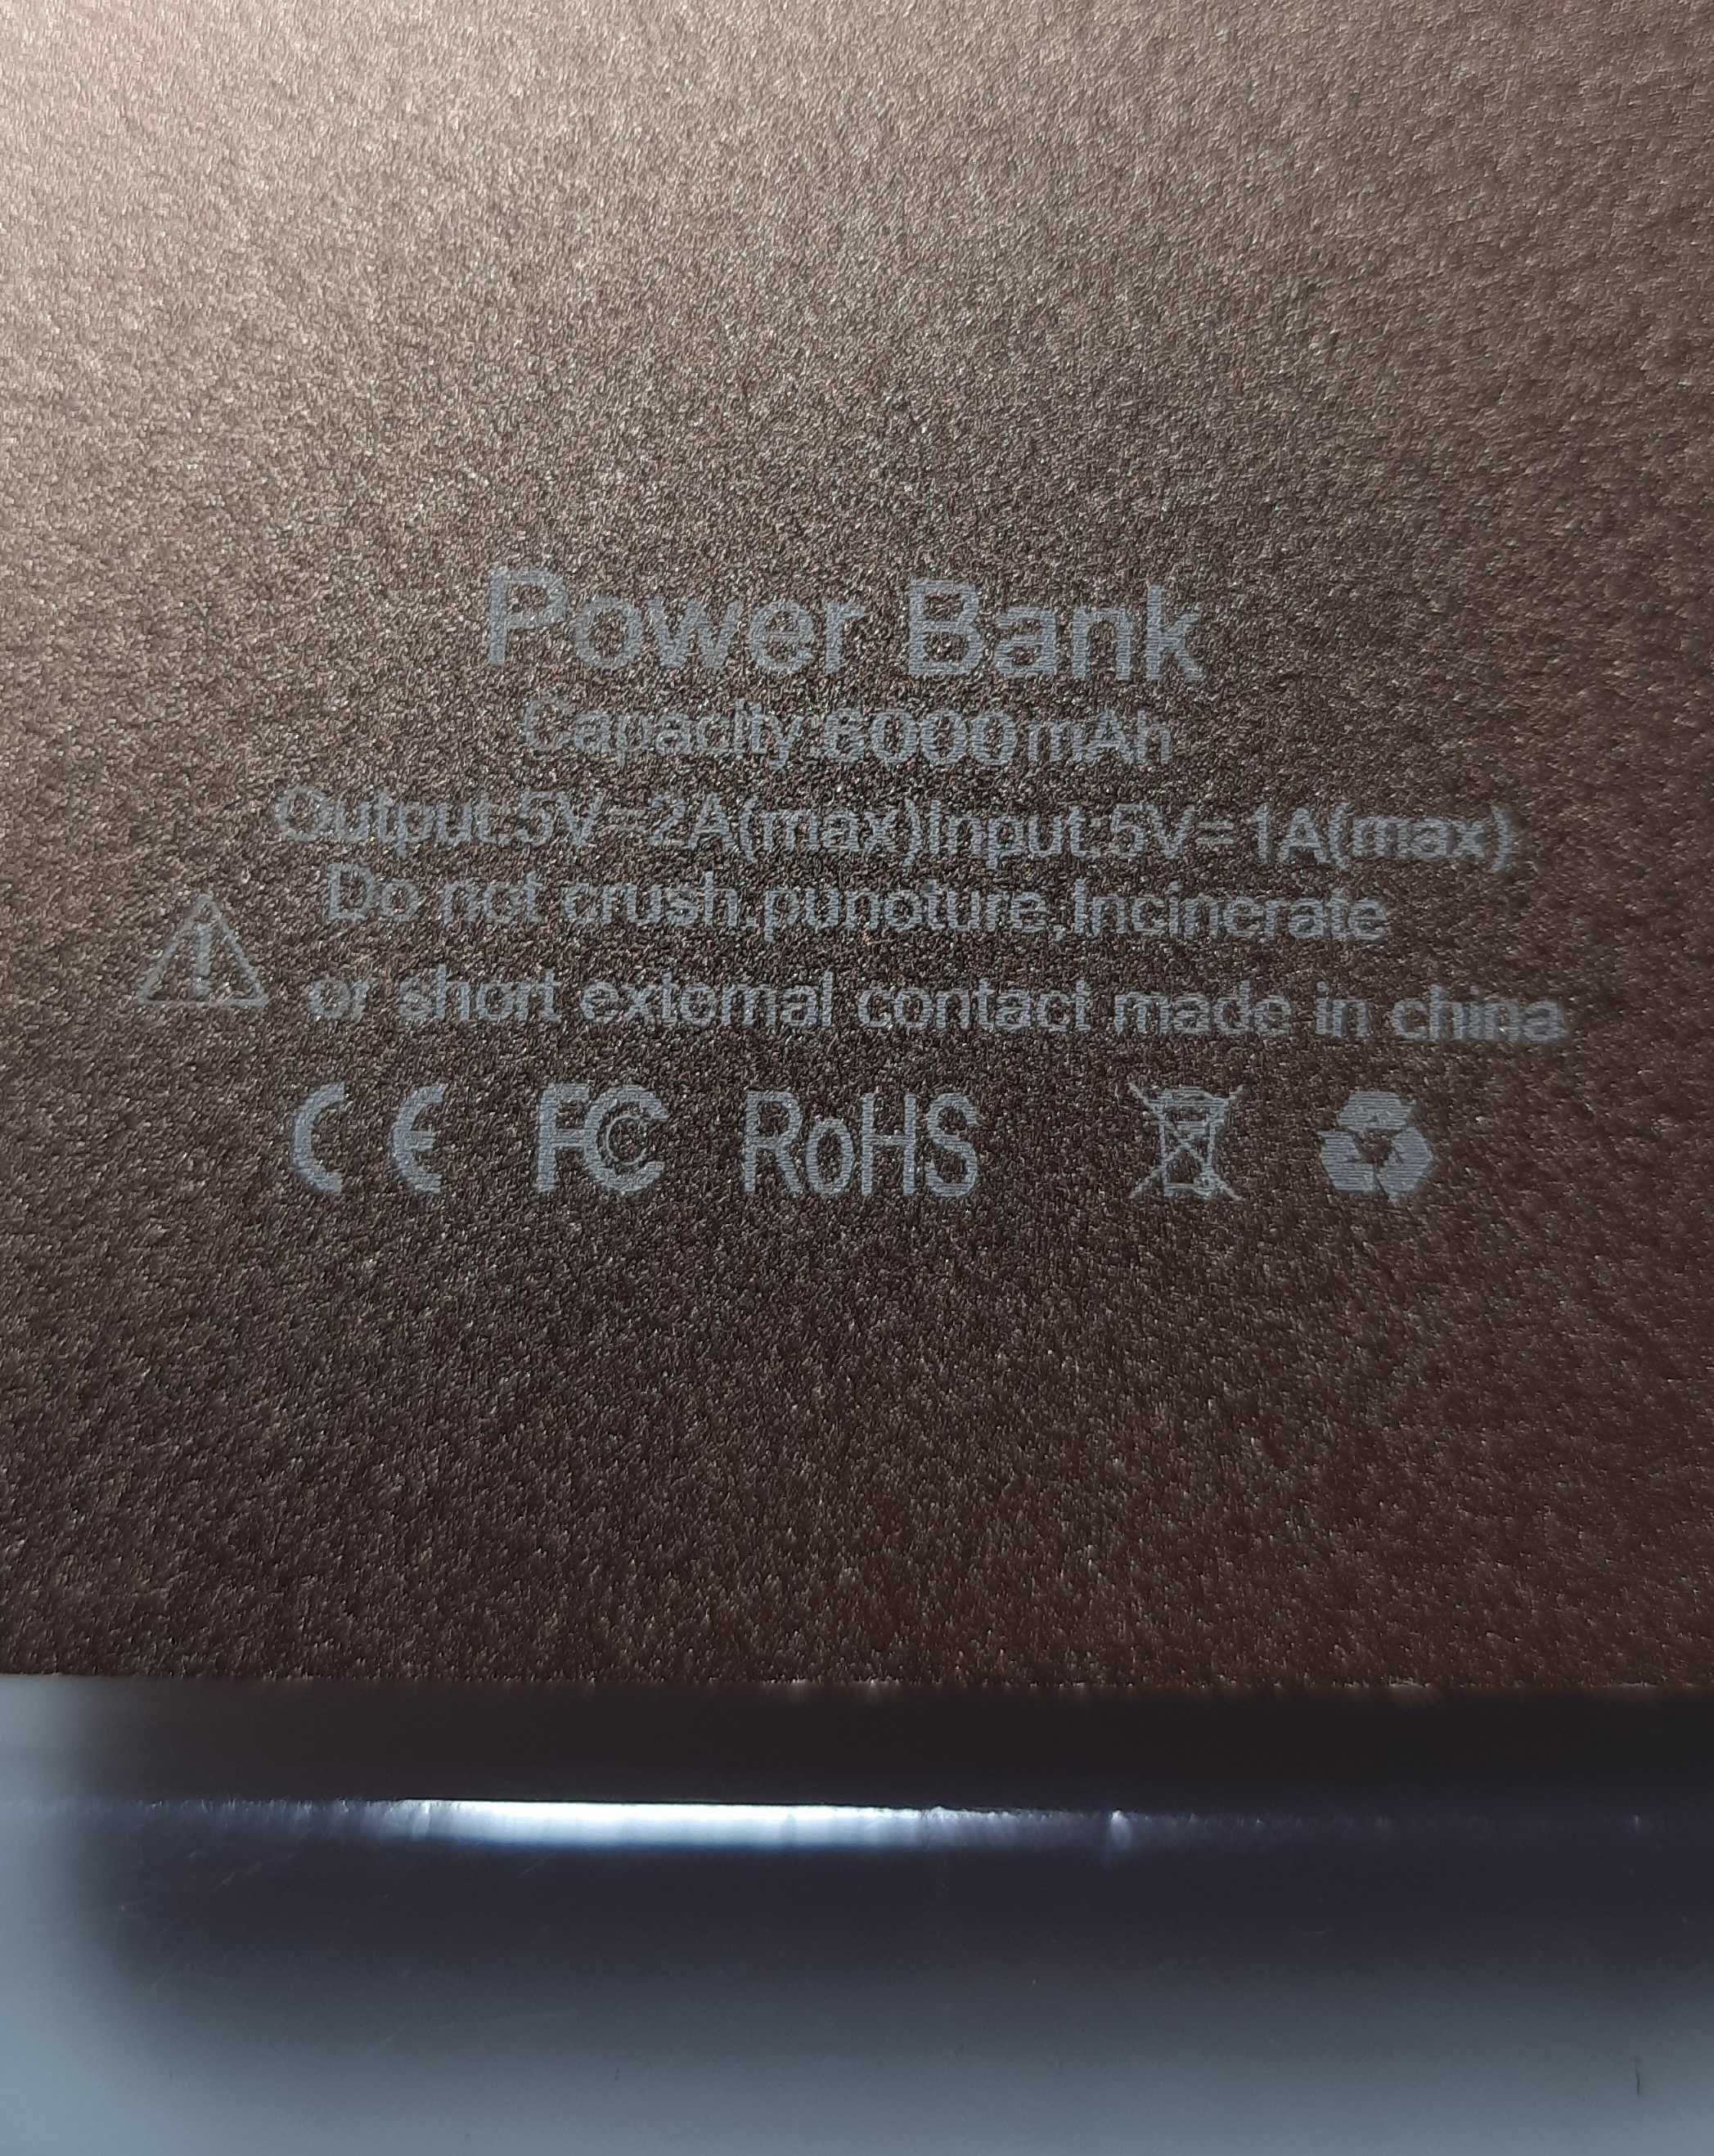 Power Bank
Capacity:6000mAh
Output:5V=2A(max)Input:5V=1A(max)
Do not crush,punoture,Incinerate
or short extemal contact made in china
CE FC RoHS